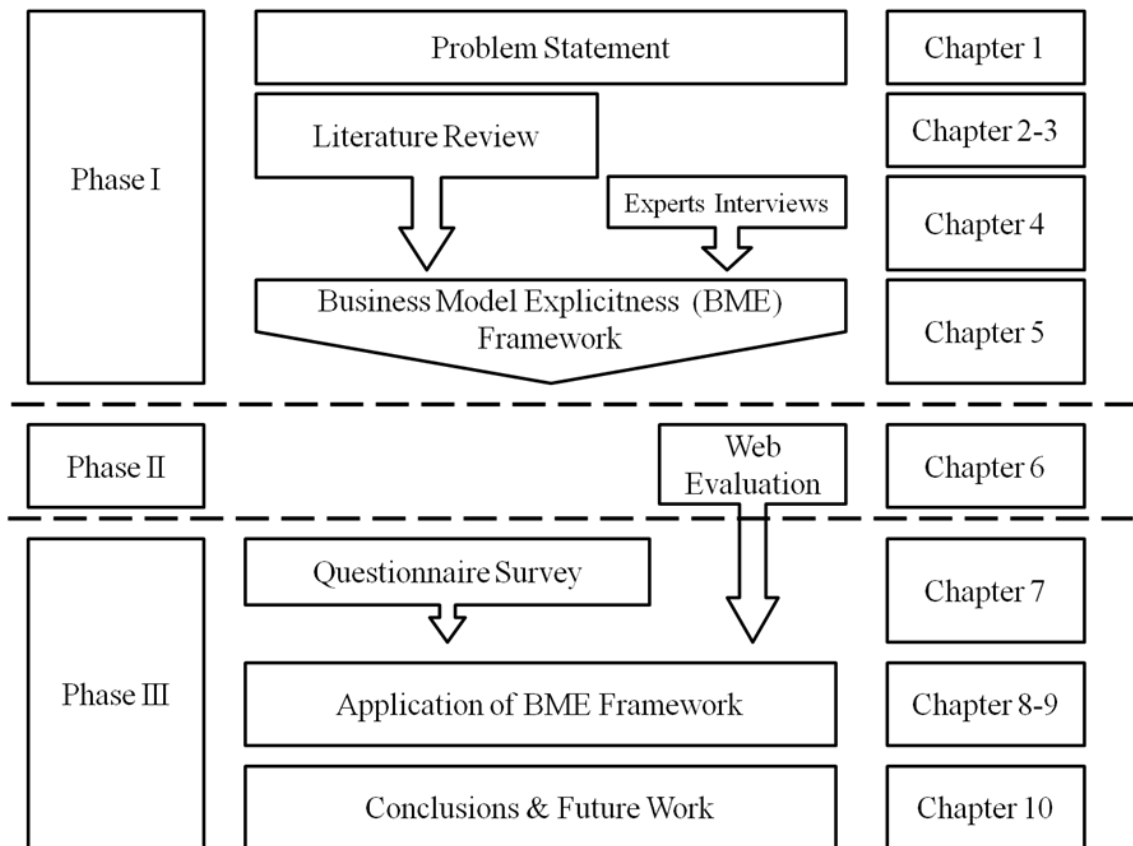 Problem Statement
Chapter 1
Literature Review
Chapter 2-3
Phase I
Experts Interviews
Chapter 4
Business Model Explicitness (BME)
Framework
Chapter 5
Phase II
Web
Evaluation
Chapter 6
Questionnaire Survey
Chapter 7
Phase III
Application of BME Framework
Chapter 8-9
Conclusions & Future Work
Chapter 10